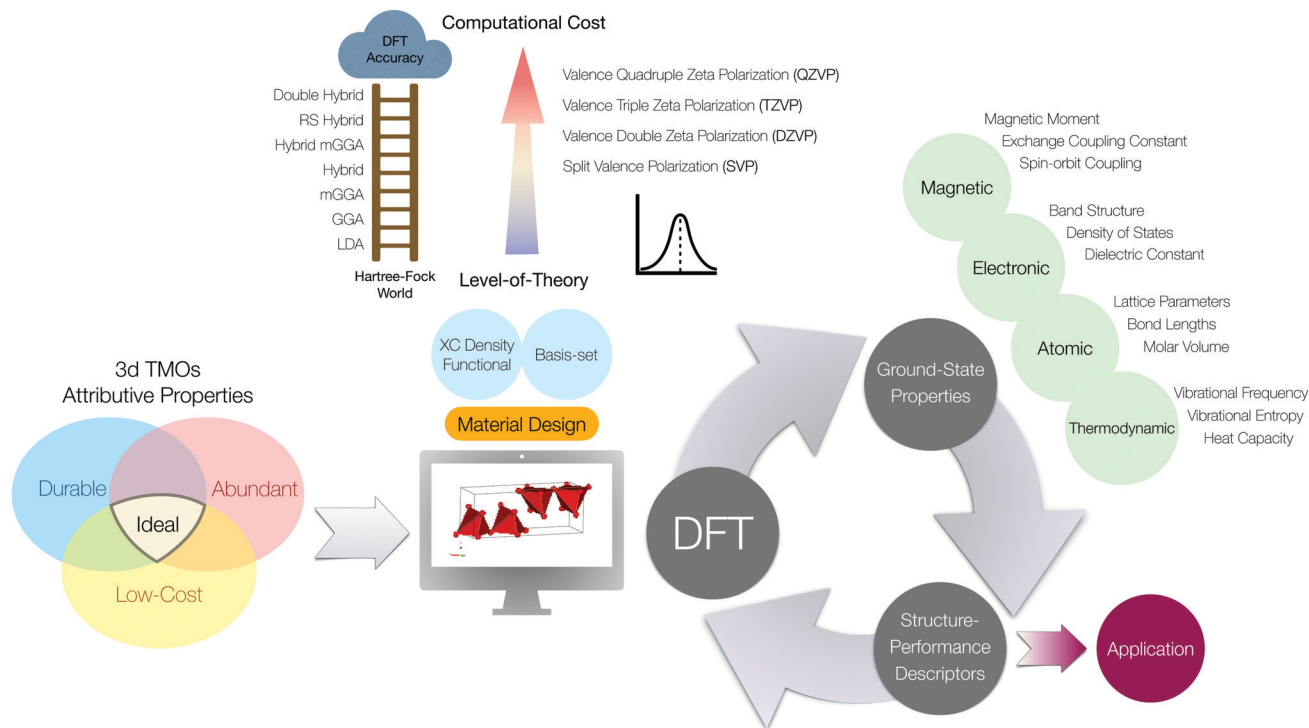 Computational Cost
DFT
Accuracy
Double Hybrid
RS Hybrid
Hybrid mGGA
Hybrid
mGGA
GGA
LDA
Hartree-Fock
World
Valence Quadruple Zeta Polarization (QZVP)
Valence Triple Zeta Polarization (TZVP)
Valence Double Zeta Polarization (DZVP)
Split Valence Polarization (SVP)
Level-of-Theory
XC Density
Functional
Basis-set
Material Design
3d TMOs
Attributive Properties
Durable
Abundant
Ideal
Low-Cost
DFT
Ground-State
Properties
Structure-
Performance
Descriptors
Application
Magnetic
Magnetic Moment
Exchange Coupling Constant
Spin-orbit Coupling
Electronic
Band Structure
Density of States
Dielectric Constant
Atomic
Lattice Parameters
Bond Lengths
Molar Volume
Thermodynamic
Vibrational Frequency
Vibrational Entropy
Heat Capacity